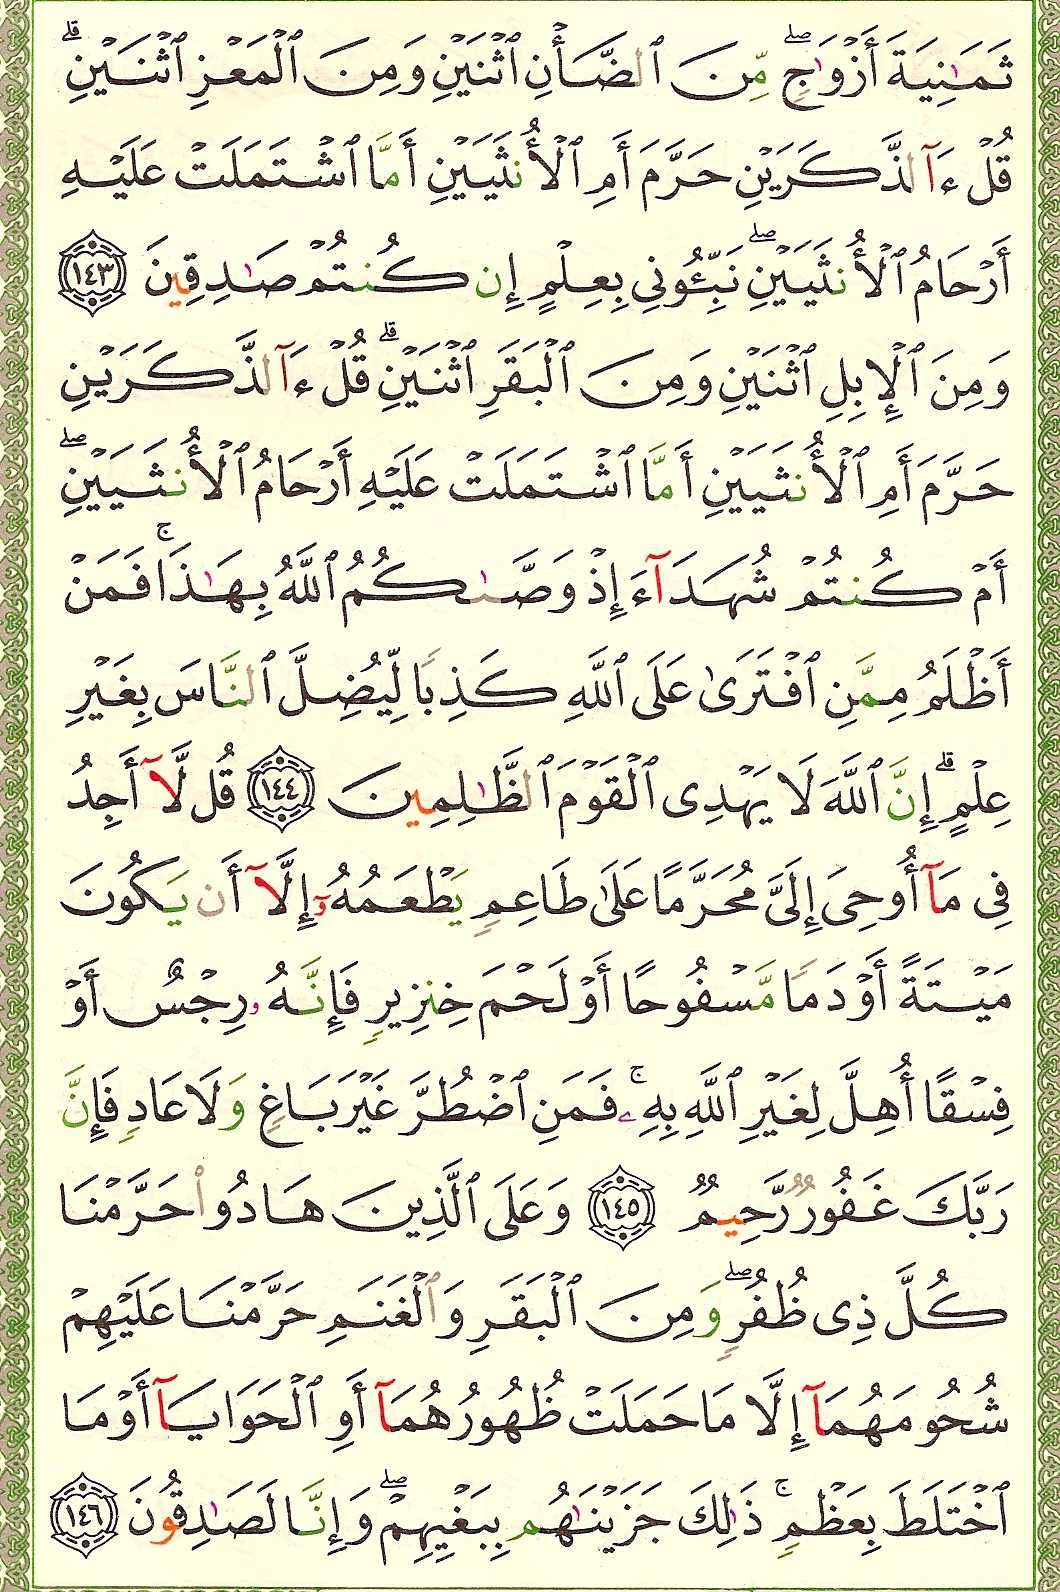 ثَمَٰنِيَةَ أَزْوَٰجٍۖ مِّنَ ٱلضَّأْنِ ٱثْنَيْنِ وَمِنَ ٱلْمَعْزِ ٱثْنَيْنِۗ
قُلْ ءَآلذَّكَرَيْنِ حَرَّمَ أَمِ ٱلْأُنثَيَيْنِ أَمَّا ٱشْتَمَلَتْ عَلَيْهِ
أَرْحَامُ ٱلْأُنثَيَيْنِۖ نَبِّـُٔونِي بِعِلْمٍ إِن كُنتُمْ صَٰدِقِينَ ١٤٣
وَمِنَ ٱلْإِبِلِ ٱثْنَيْنِ وَمِنَ ٱلْبَقَرِ ٱثْنَيْنِۗ قُلْ ءَآلذَّكَرَيْنِ
حَرَّمَ أَمِ ٱلْأُنثَيَيْنِ أَمَّا ٱشْتَمَلَتْ عَلَيْهِ أَرْحَامُ ٱلْأُنثَيَيْنِۖ
أَمْ كُنتُمْ شُهَدَآءَ إِذْ وَصَّىٰكُمُ ٱللَّهُ بِهَٰذَاۚ فَمَنْ
أَظْلَمُ مِمَّنِ ٱفْتَرَىٰ عَلَى ٱللَّهِ كَذِبًا لِّيُضِلَّ ٱلنَّاسَ بِغَيْرِ
عِلْمٍۗ إِنَّ ٱللَّهَ لَا يَهْدِى ٱلْقَوْمَ ٱلظَّٰلِمِينَ ١٤٤ قُل لَّآ أَجِدُ
فِى مَآ أُوحِىَ إِلَىَّ مُحَرَّمًا عَلَىٰ طَاعِمٍ يَطْعَمُهُۥٓ إِلَّآ أَن يَكُونَ
مَيْتَةً أَوْ دَمًا مَّسْفُوحًا أَوْ لَحْمَ خِنزِيرٍ فَإِنَّهُۥ رِجْسٌ أَوْ
فِسْقًا أُهِلَّ لِغَيْرِ ٱللَّهِ بِهِۦۚ فَمَنِ ٱضْطُرَّ غَيْرَ بَاغٍ وَلَا عَادٍ فَإِنَّ
رَبَّكَ غَفُورٌ رَّحِيمٌ ١٤٥ وَعَلَى ٱلَّذِينَ هَادُوا۟ حَرَّمْنَا
كُلَّ ذِى ظُفُرٍۖ وَمِنَ ٱلْبَقَرِ وَٱلْغَنَمِ حَرَّمْنَا عَلَيْهِمْ
شُحُومَهُمَآ إِلَّا مَا حَمَلَتْ ظُهُورُهُمَآ أَوِ ٱلْحَوَايَآ أَوْ مَا
ٱخْتَلَطَ بِعَظْمٍۚ ذَٰلِكَ جَزَيْنَٰهُم بِبَغْيِهِمْۖ وَإِنَّا لَصَٰدِقُونَ ١٤٦